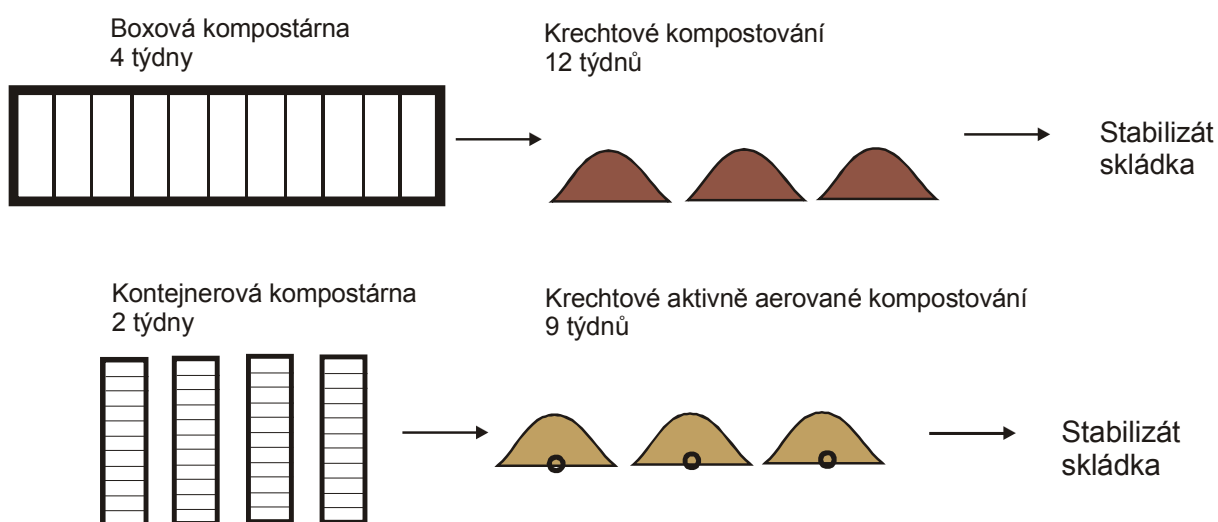 Boxová kompostárna
4 týdny
Krechtové kompostování
12 týdnů
Stabilizát
skládka
Kontejnerová kompostárna
2 týdny
Krechtové aktivně aerované kompostování
9 týdnů
Stabilizát
skládka